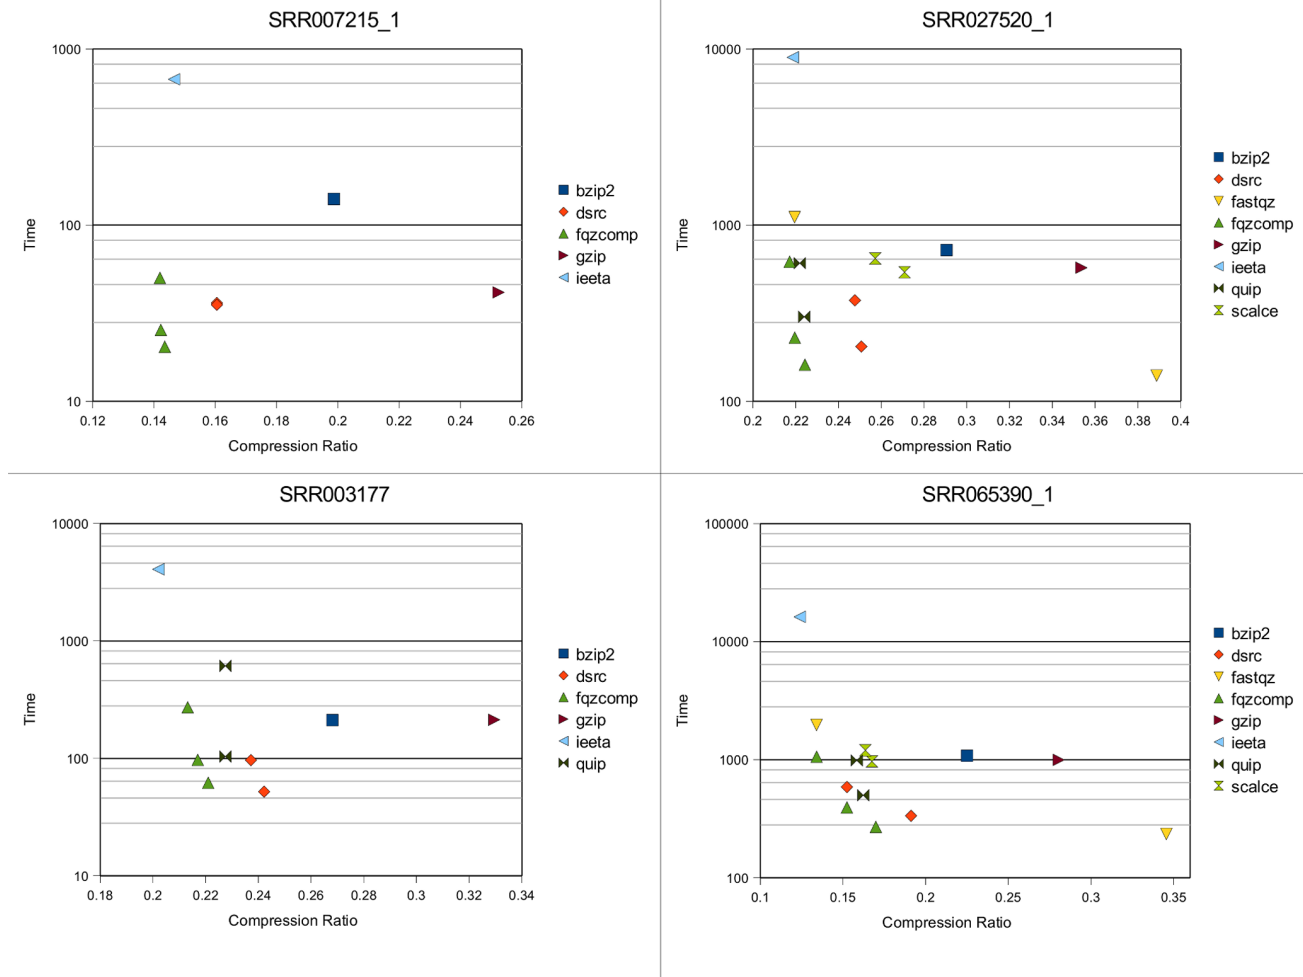 SRR007215_1
1000
100
10
Time
0.12 0.14 0.16 0.18 0.2 0.22 0.24 0.26
Compression Ratio
bzip2
dsrc
fqzcomp
gzip
ieeta
SRR027520_1
10000
1000
100
Time
0.2 0.22 0.24 0.26 0.28 0.3 0.32 0.34 0.36 0.38 0.4
Compression Ratio
bzip2
dsrc
fastqz
fqzcomp
gzip
ieeta
quip
scalce
SRR003177
10000
1000
100
10
Time
0.18 0.2 0.22 0.24 0.26 0.28 0.3 0.32 0.34
Compression Ratio
bzip2
dsrc
fqzcomp
gzip
ieeta
quip
SRR065390_1
100000
10000
1000
100
Time
0.1 0.15 0.2 0.25 0.3 0.35
Compression Ratio
bzip2
dsrc
fastqz
fqzcomp
gzip
ieeta
quip
scalce